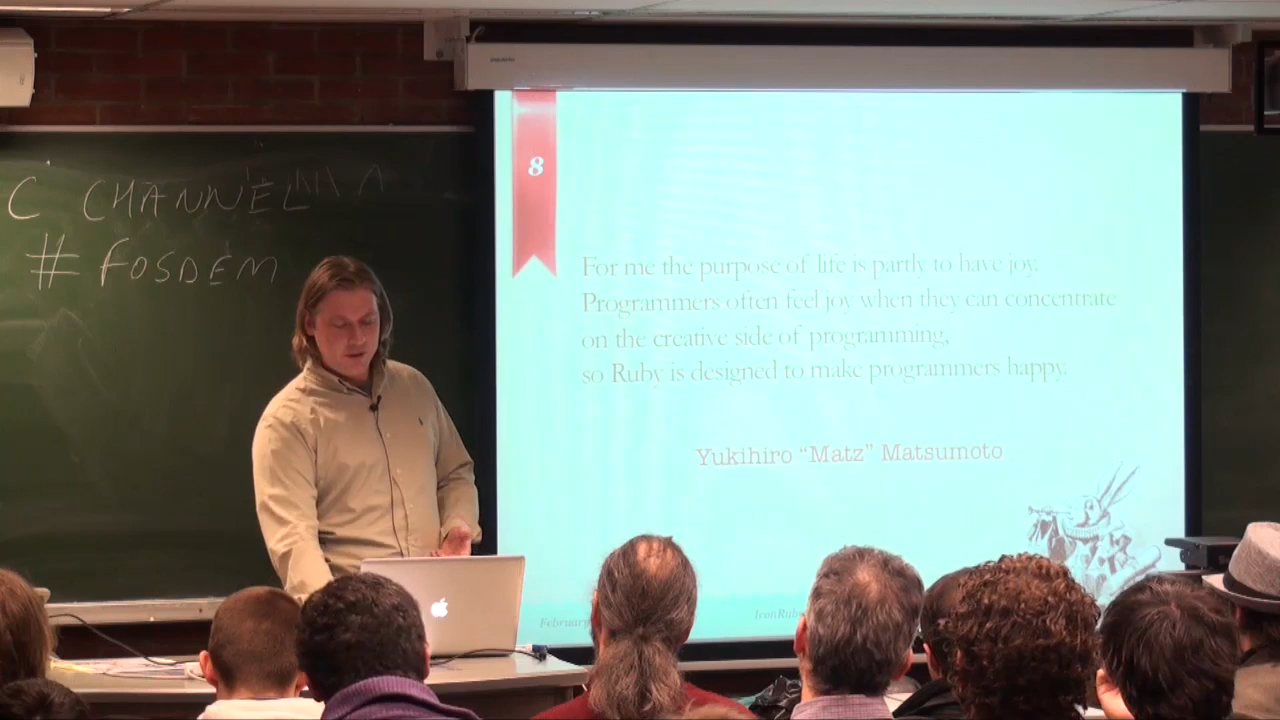 C CHANNEL
# FOSDEM
8
For me the purpose of life is partly to have joy.
Programmers often feel joy when they can concentrate
on the creative side of programming,
so Ruby is designed to make programmers happy.
Yukihiro “Matz” Matsumoto
February
IronRuby